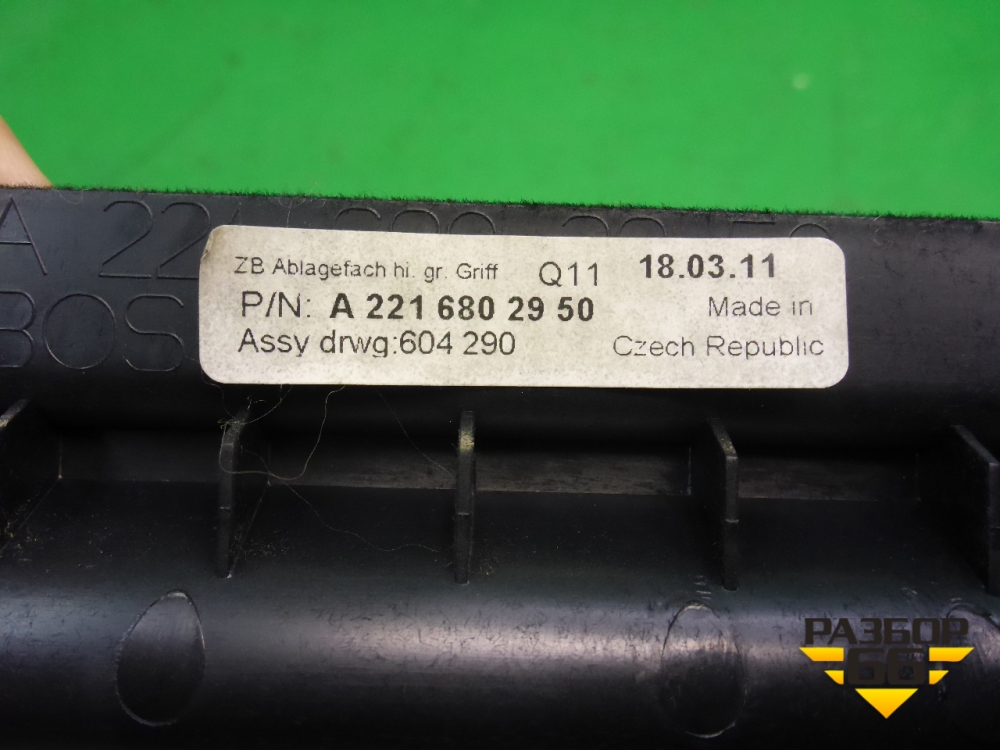 ZB Ablagefach hi. gr. Griff Q11 18.03.11
P/N: A 221 680 29 50 Made in
Assy drwg:604 290 Czech Republic
РАЗБОР
66